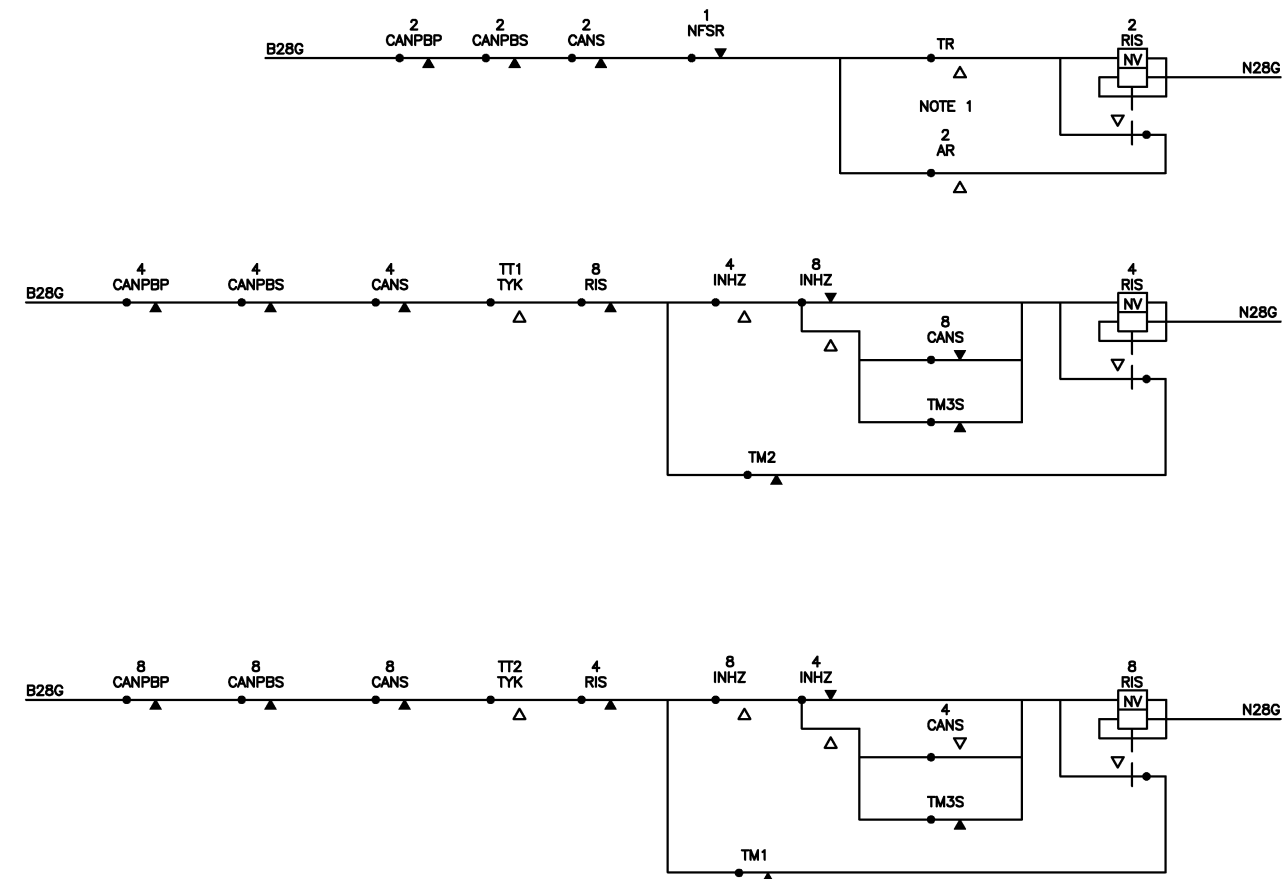 B28G
2
CANPBP
2
CANPBS
2
CANS
1
NFSR
TR
NOTE 1
2
AR
2
RIS
NV
N28G
B28G
4
CANPBP
4
CANPBS
4
CANS
TT1
TYK
8
RIS
4
INHZ
8
INHZ
8
CANS
TM3S
TM2
4
RIS
NV
N28G
B28G
8
CANPBP
8
CANPBS
8
CANS
TT2
TYK
4
RIS
8
INHZ
4
INHZ
4
CANS
TM3S
TM1
8
RIS
NV
N28G